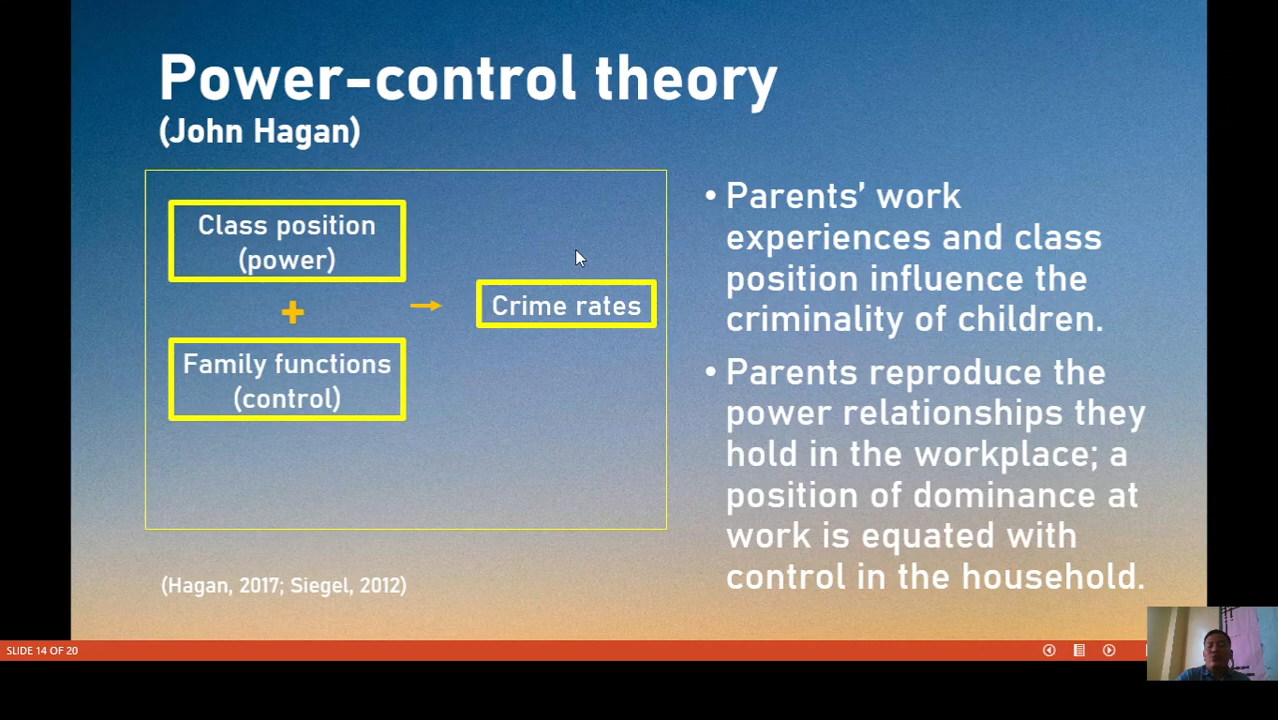 Power-control theory
(John Hagan)
Class position
(power)
+
Family functions
(control)
→
Crime rates
(Hagan, 2017; Siegel, 2012)
• Parents’ work
experiences and class
position influence the
criminality of children.
• Parents reproduce the
power relationships they
hold in the workplace; a
position of dominance at
work is equated with
control in the household.
SLIDE 14 OF 20